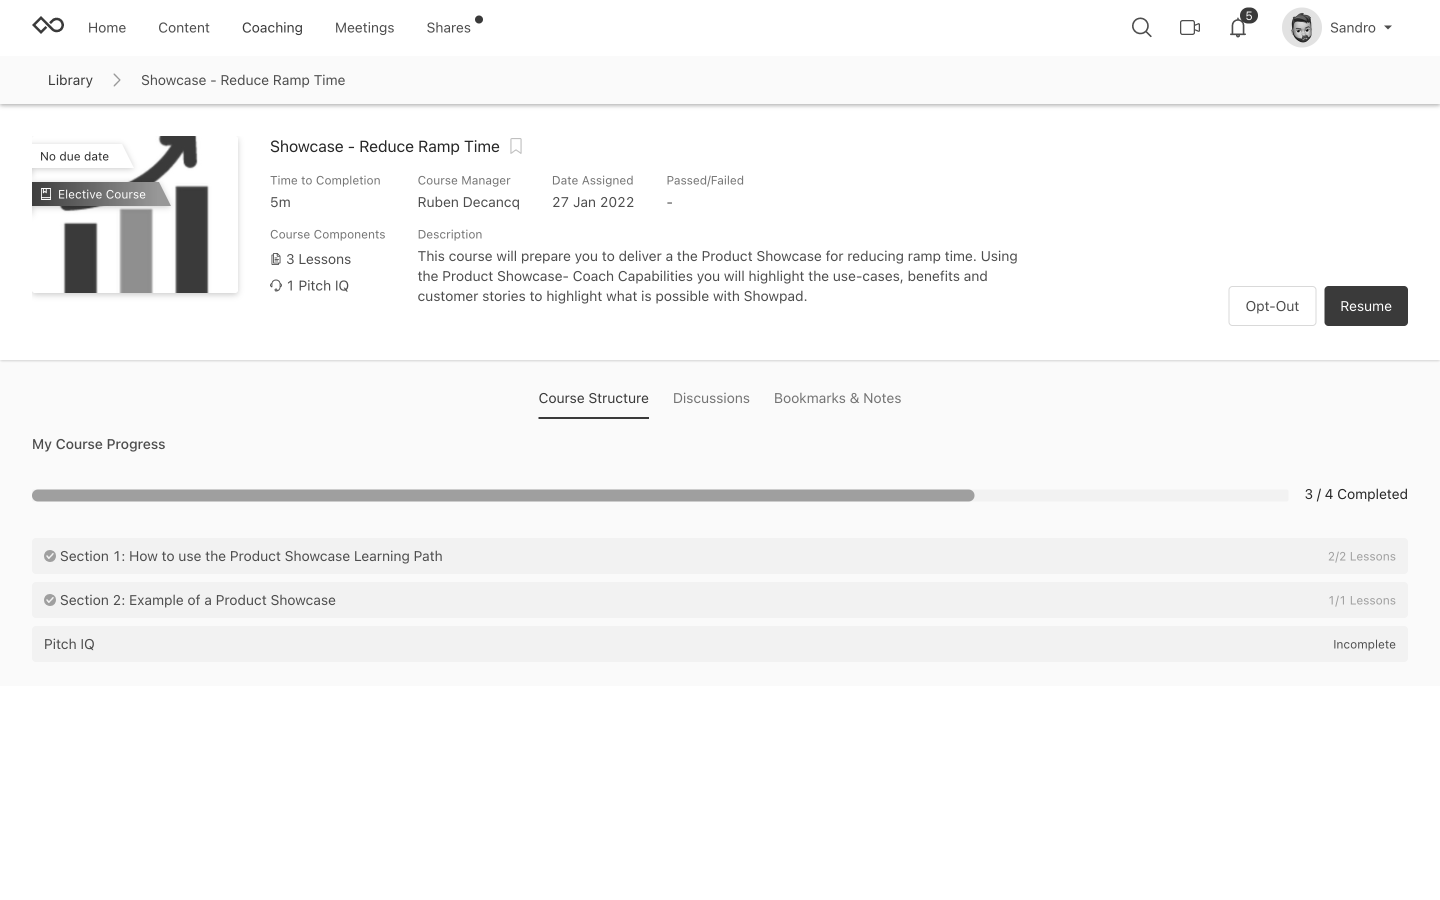 Home
Content
Coaching
Meetings
Shares
5
Sandro
Library
Showcase - Reduce Ramp Time
No due date
Elective Course
Showcase - Reduce Ramp Time
Time to Completion
5m
Course Manager
Ruben Decancq
Date Assigned
27 Jan 2022
Passed/Failed
-
Course Components
3 Lessons
1 Pitch IQ
Description
This course will prepare you to deliver a the Product Showcase for reducing ramp time. Using
the Product Showcase- Coach Capabilities you will highlight the use-cases, benefits and
customer stories to highlight what is possible with Showpad.
Opt-Out
Resume
Course Structure
Discussions
Bookmarks & Notes
My Course Progress
3 / 4 Completed
Section 1: How to use the Product Showcase Learning Path
2/2 Lessons
Section 2: Example of a Product Showcase
1/1 Lessons
Pitch IQ
Incomplete